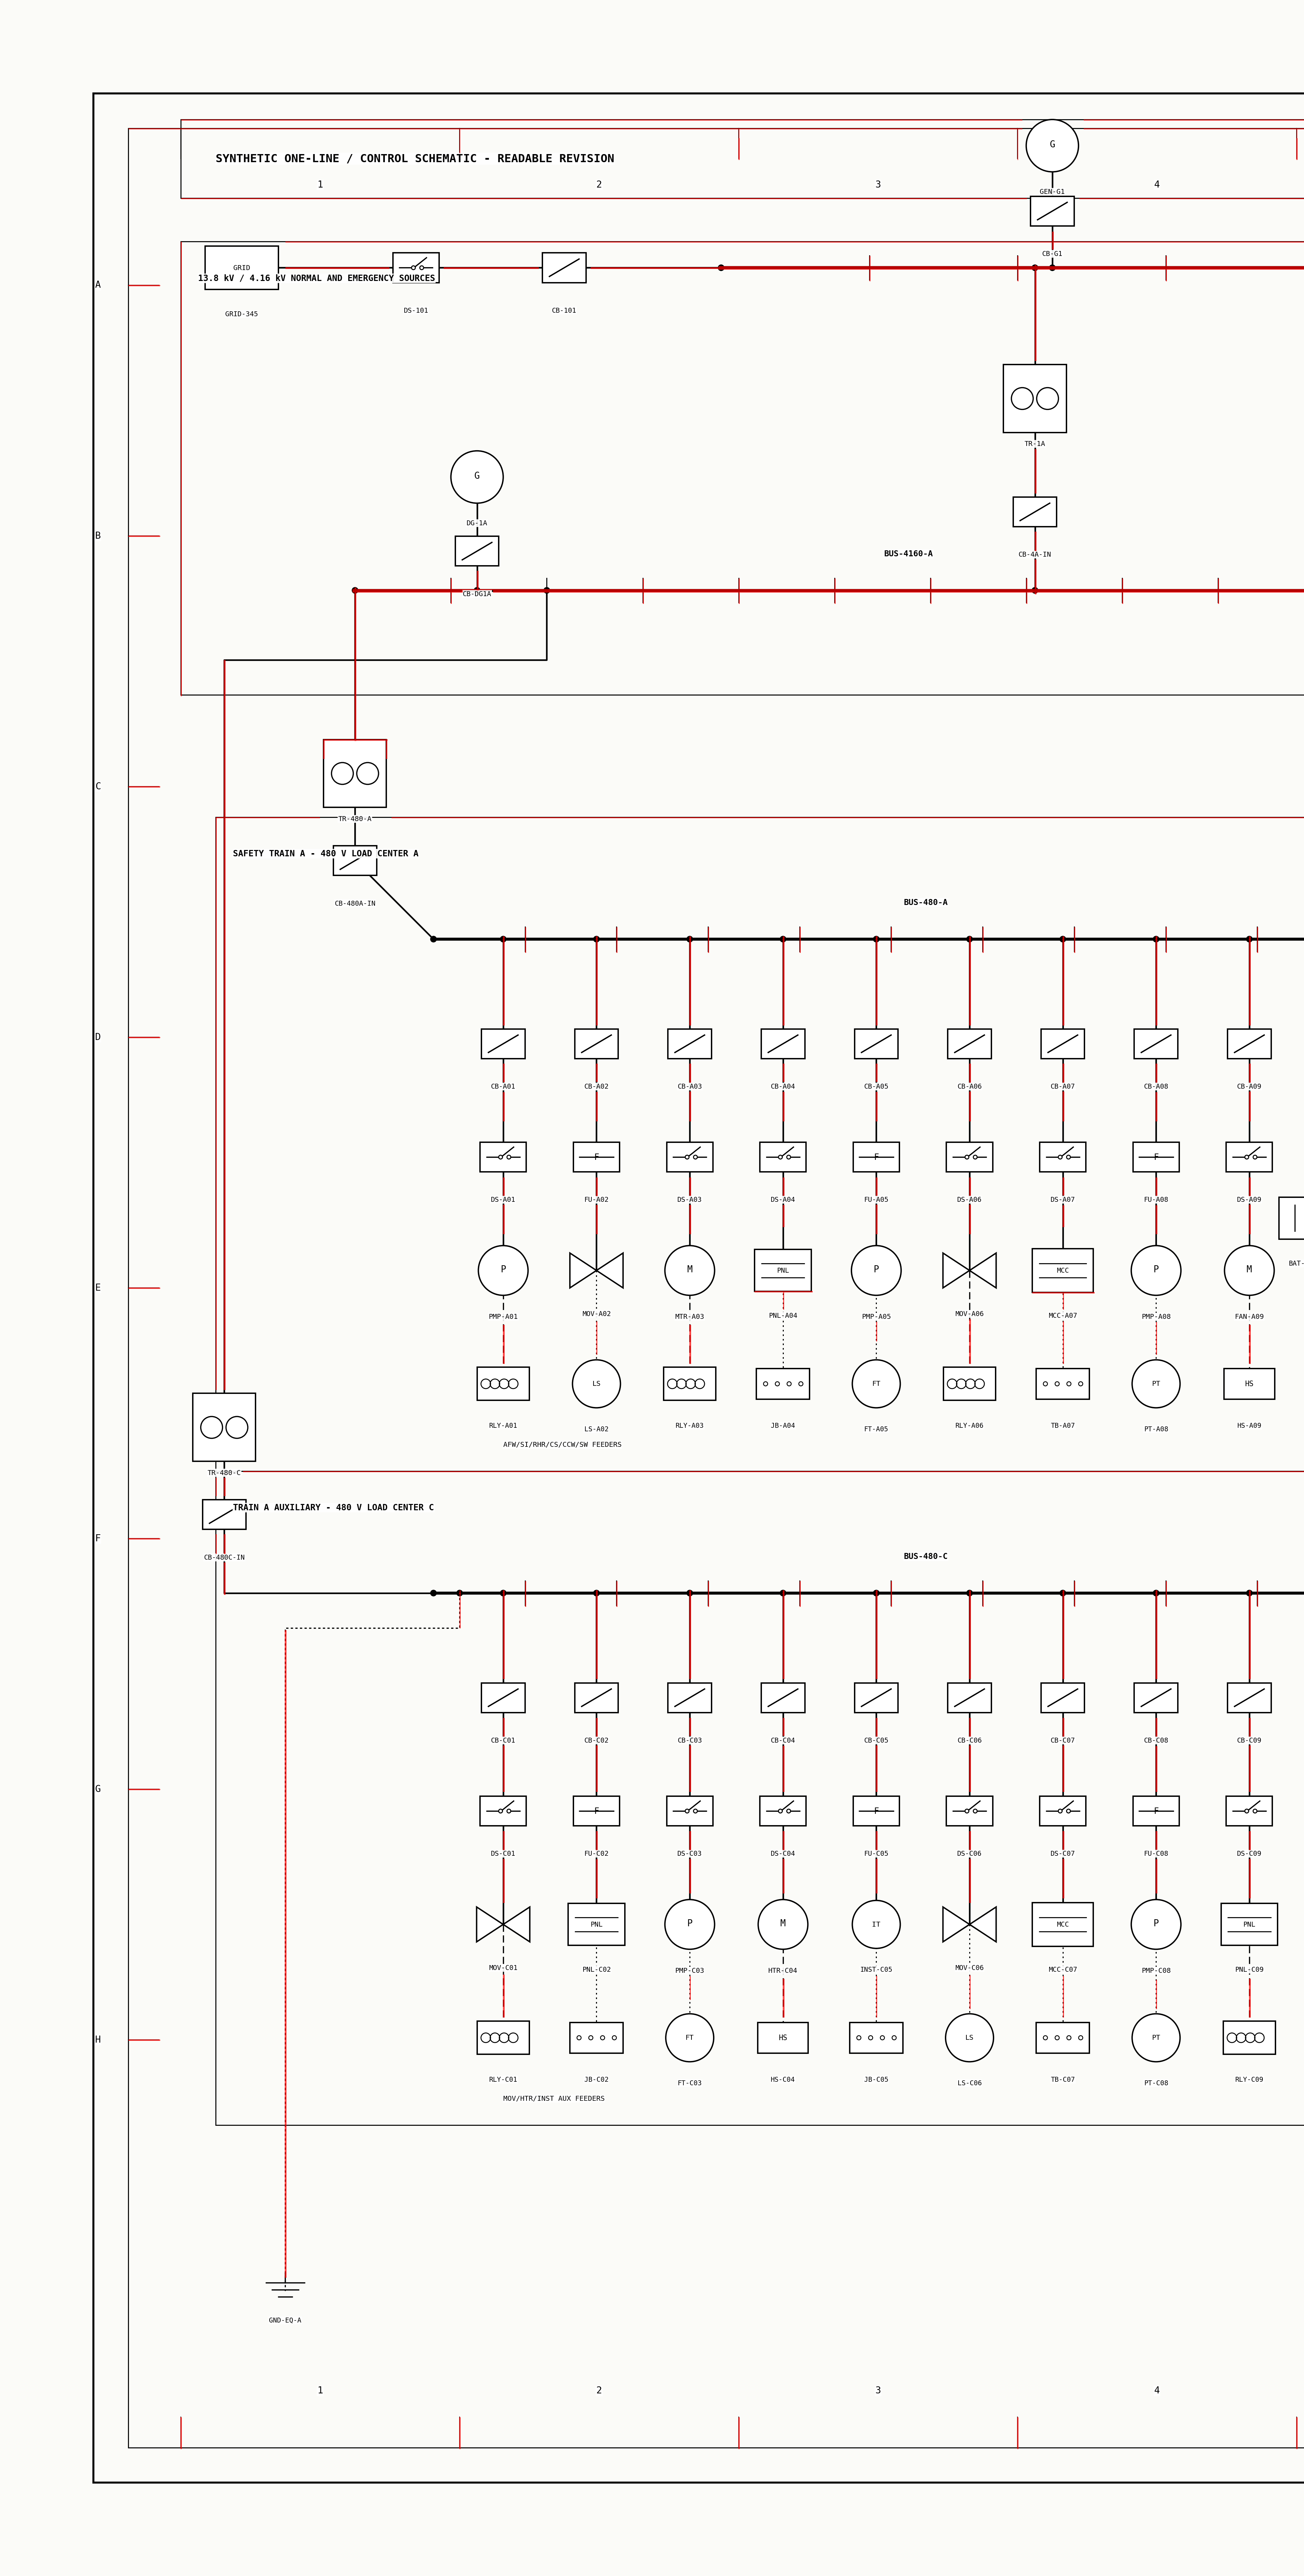 SYNTHETIC ONE-LINE / CONTROL SCHEMATIC - READABLE REVISION
G
1 2 3 4
GEN-G1
CB-G1
GRID
A
13.8 kV / 4.16 kV NORMAL AND EMERGENCY SOURCES
GRID-345 DS-101 CB-101
TR-1A
G
DG-1A
B
BUS-4160-A CB-4A-IN
CB-DG1A
C
TR-480-A
SAFETY TRAIN A - 480 V LOAD CENTER A
CB-480A-IN
BUS-480-A
D
CB-A01 CB-A02 CB-A03 CB-A04 CB-A05 CB-A06 CB-A07 CB-A08 CB-A09
F F F
DS-A01 FU-A02 DS-A03 DS-A04 FU-A05 DS-A06 DS-A07 FU-A08 DS-A09
P M PNL P MCC P M
BAT-
E
PMP-A01 MOV-A02 MTR-A03 PNL-A04 PMP-A05 MOV-A06 MCC-A07 PMP-A08 FAN-A09
LS FT PT HS
RLY-A01 LS-A02 RLY-A03 JB-A04 FT-A05 RLY-A06 TB-A07 PT-A08 HS-A09
AFW/SI/RHR/CS/CCW/SW FEEDERS
TR-480-C
TRAIN A AUXILIARY - 480 V LOAD CENTER C
F
CB-480C-IN
BUS-480-C
CB-C01 CB-C02 CB-C03 CB-C04 CB-C05 CB-C06 CB-C07 CB-C08 CB-C09
G
F F F
DS-C01 FU-C02 DS-C03 DS-C04 FU-C05 DS-C06 DS-C07 FU-C08 DS-C09
PNL P M IT MCC P PNL
MOV-C01 PNL-C02 PMP-C03 HTR-C04 INST-C05 MOV-C06 MCC-C07 PMP-C08 PNL-C09
H
FT HS LS PT
RLY-C01 JB-C02 FT-C03 HS-C04 JB-C05 LS-C06 TB-C07 PT-C08 RLY-C09
MOV/HTR/INST AUX FEEDERS
GND-EQ-A
1 2 3 4